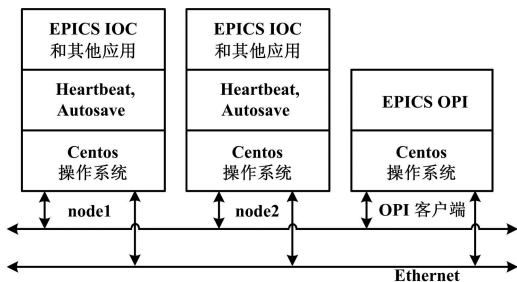 EPICS IOC
和其他应用
Heartbeat,
Autosave
Centos
操作系统
node1
EPICS IOC
和其他应用
Heartbeat,
Autosave
Centos
操作系统
node2
EPICS OPI
Centos
操作系统
OPI 客户端
Ethernet